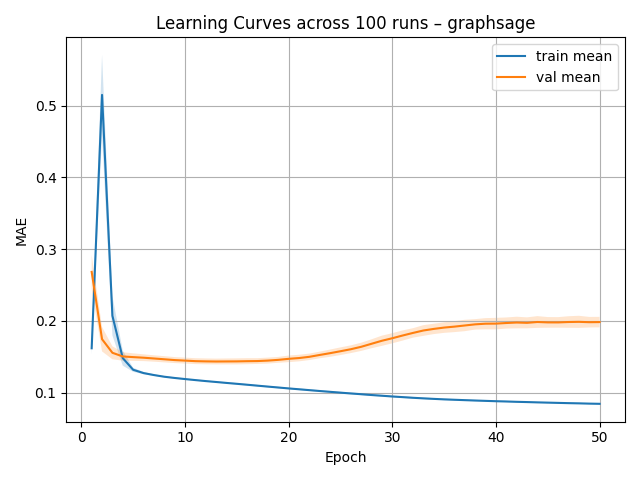 Learning Curves across 100 runs – graphsage
train mean
val mean
MAE
0.5
0.4
0.3
0.2
0.1
0 10 20 30 40 50
Epoch